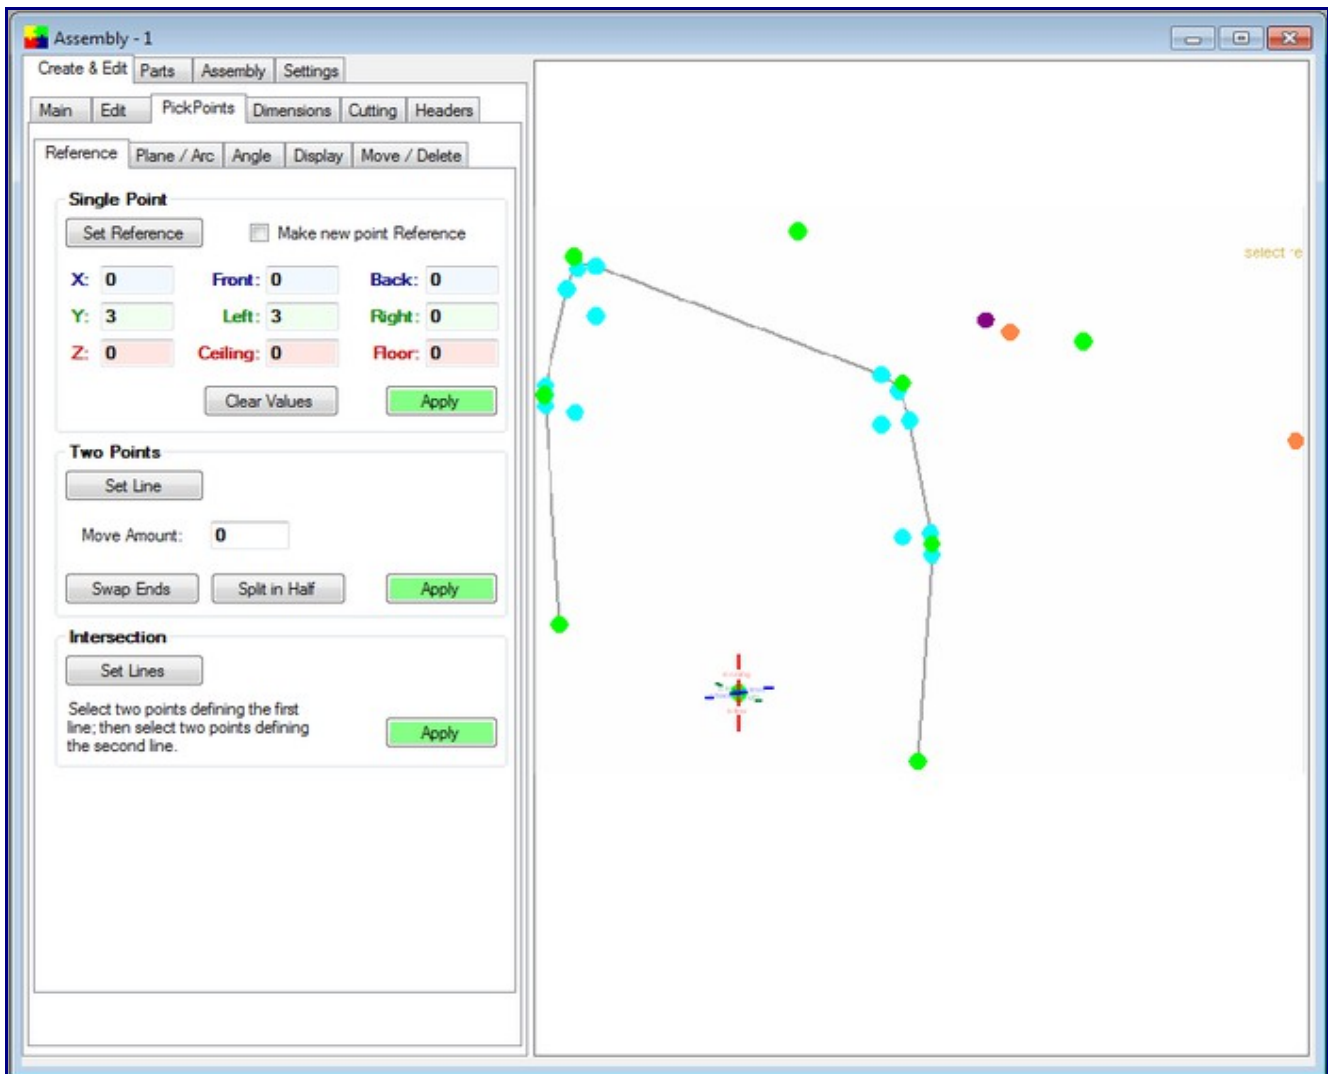 Assembly - 1
Create & Edit Parts Assembly Settings
Main Edit PickPoints Dimensions Cutting Headers
Reference Plane / Arc Angle Display Move / Delete
Single Point
Set Reference Make new point Reference
X: 0 Front: 0 Back: 0
Y: 3 Left: 3 Right: 0
Z: 0 Ceiling: 0 Floor: 0
Clear Values Apply
Two Points
Set Line
Move Amount: 0
Swap Ends Split in Half Apply
Intersection
Set Lines
Select two points defining the first
line; then select two points defining
the second line.
Apply
select re